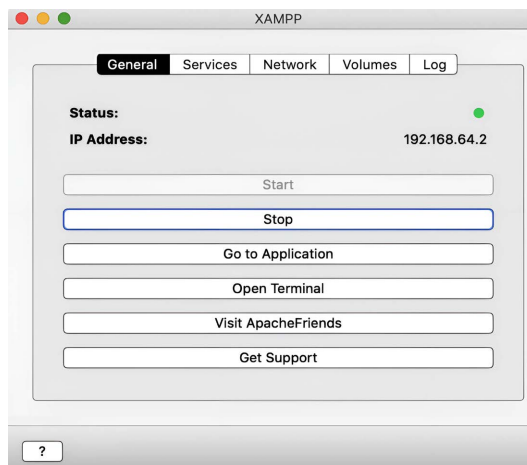 XAMPP
General Services Network Volumes Log
Status:
IP Address: 192.168.64.2
Start
Stop
Go to Application
Open Terminal
Visit ApacheFriends
Get Support
?